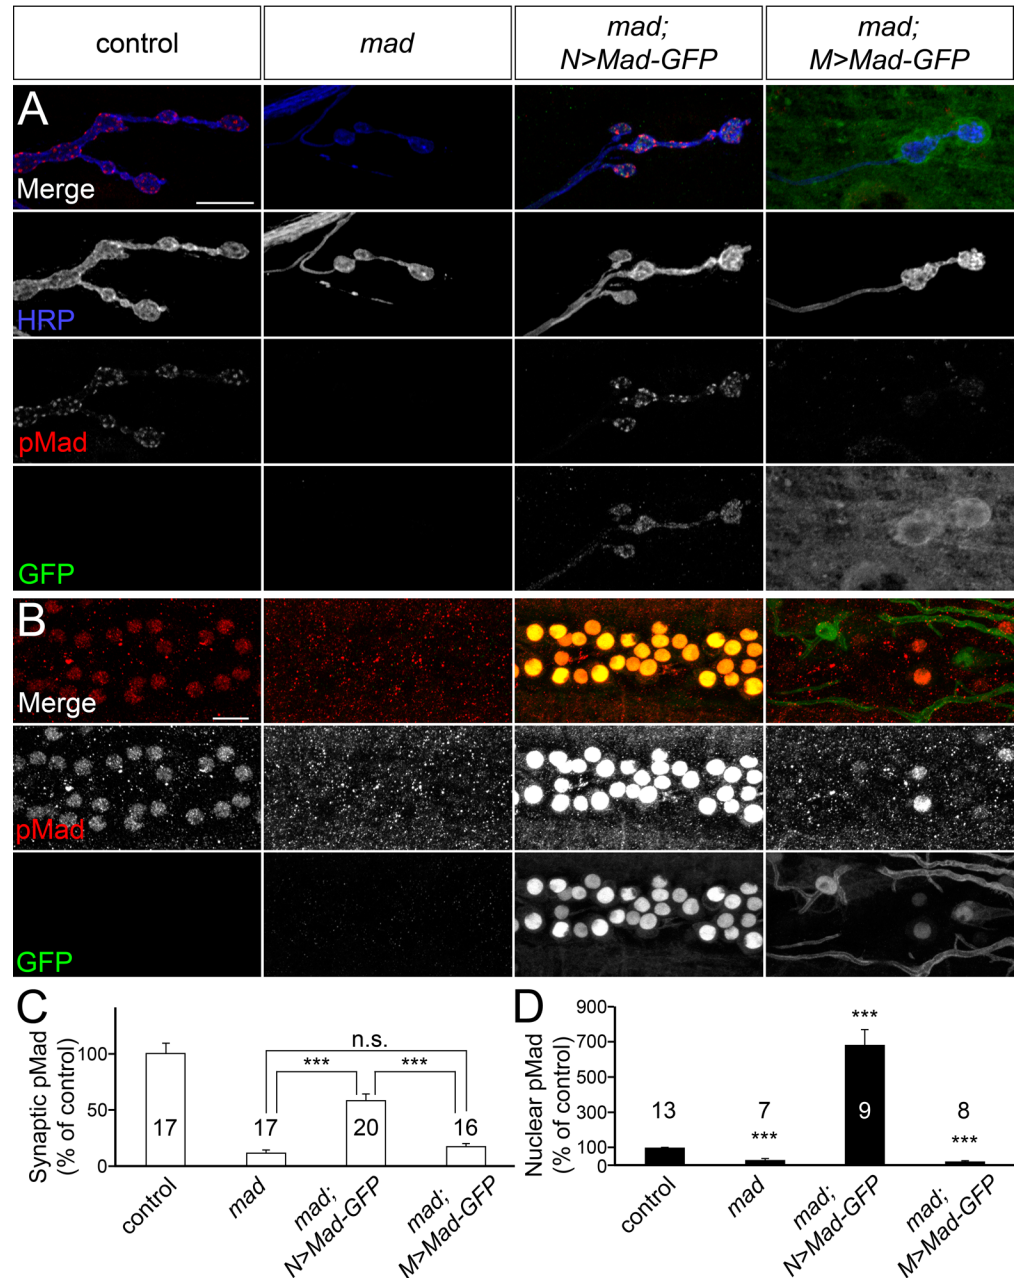 control
mad
mad;
N>Mad-GFP
mad;
M>Mad-GFP
A
Merge
HRP
pMad
GFP
B
Merge
pMad
GFP
C
Synaptic pMad
(% of control)
100
50
0
n.s.
*** ***
17 17 20 16
control
mad
mad;
N>Mad-GFP
mad;
M>Mad-GFP
D
Nuclear pMad
(% of control)
900
700
500
300
100
0
***
13 7 9 8
*** ***
control
mad
mad;
N>Mad-GFP
mad;
M>Mad-GFP